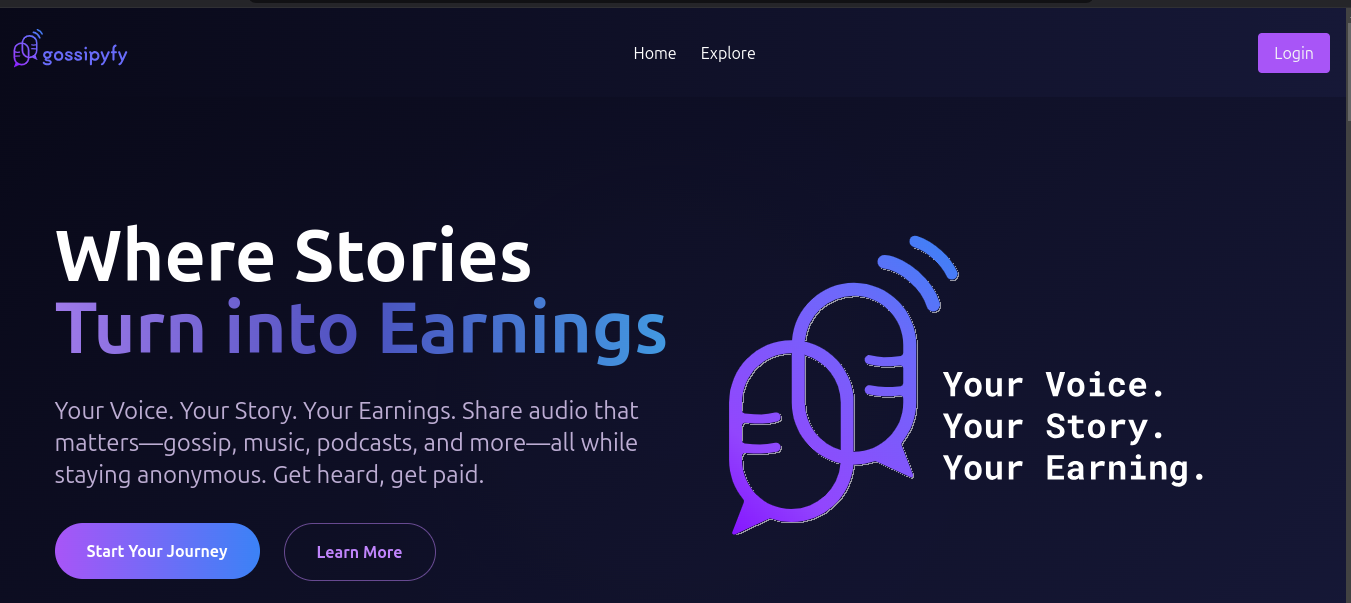 gossipyfy
Home
Explore
Login
Where Stories
Turn into Earnings
Your Voice. Your Story. Your Earnings. Share audio that
matters—gossip, music, podcasts, and more—all while
staying anonymous. Get heard, get paid.
Start Your Journey
Learn More
Your Voice.
Your Story.
Your Earning.